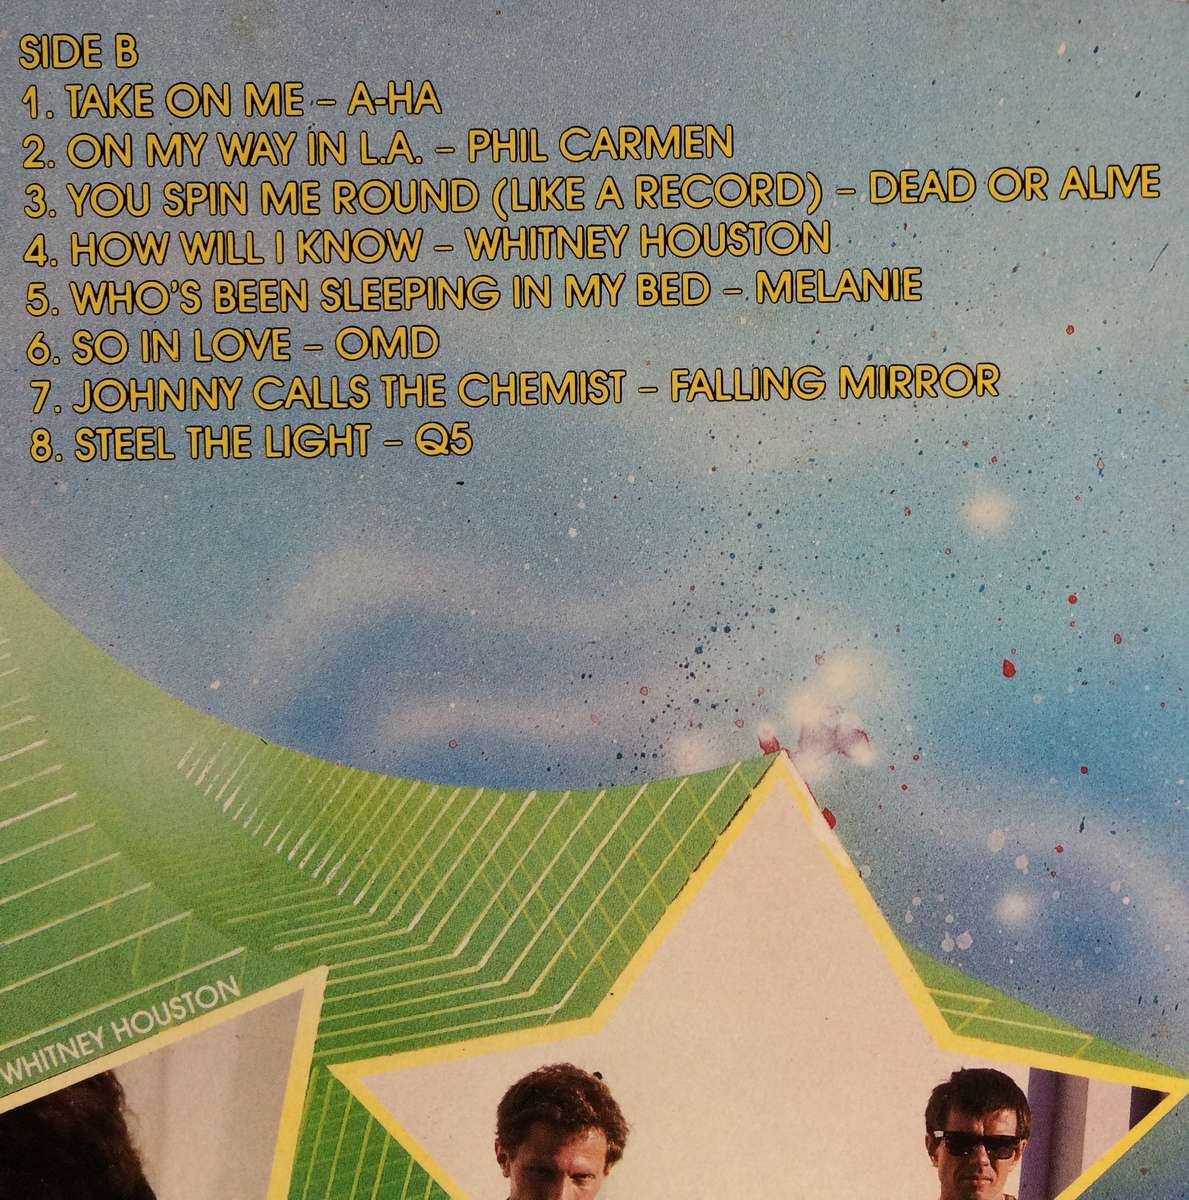 SIDE B
1. TAKE ON ME – A-HA
2. ON MY WAY IN L.A. – PHIL CARMEN
3. YOU SPIN ME ROUND (LIKE A RECORD) – DEAD OR ALIVE
4. HOW WILL I KNOW – WHITNEY HOUSTON
5. WHO'S BEEN SLEEPING IN MY BED – MELANIE
6. SO IN LOVE – OMD
7. JOHNNY CALLS THE CHEMIST – FALLING MIRROR
8. STEEL THE LIGHT – Q5
WHITNEY HOUSTON